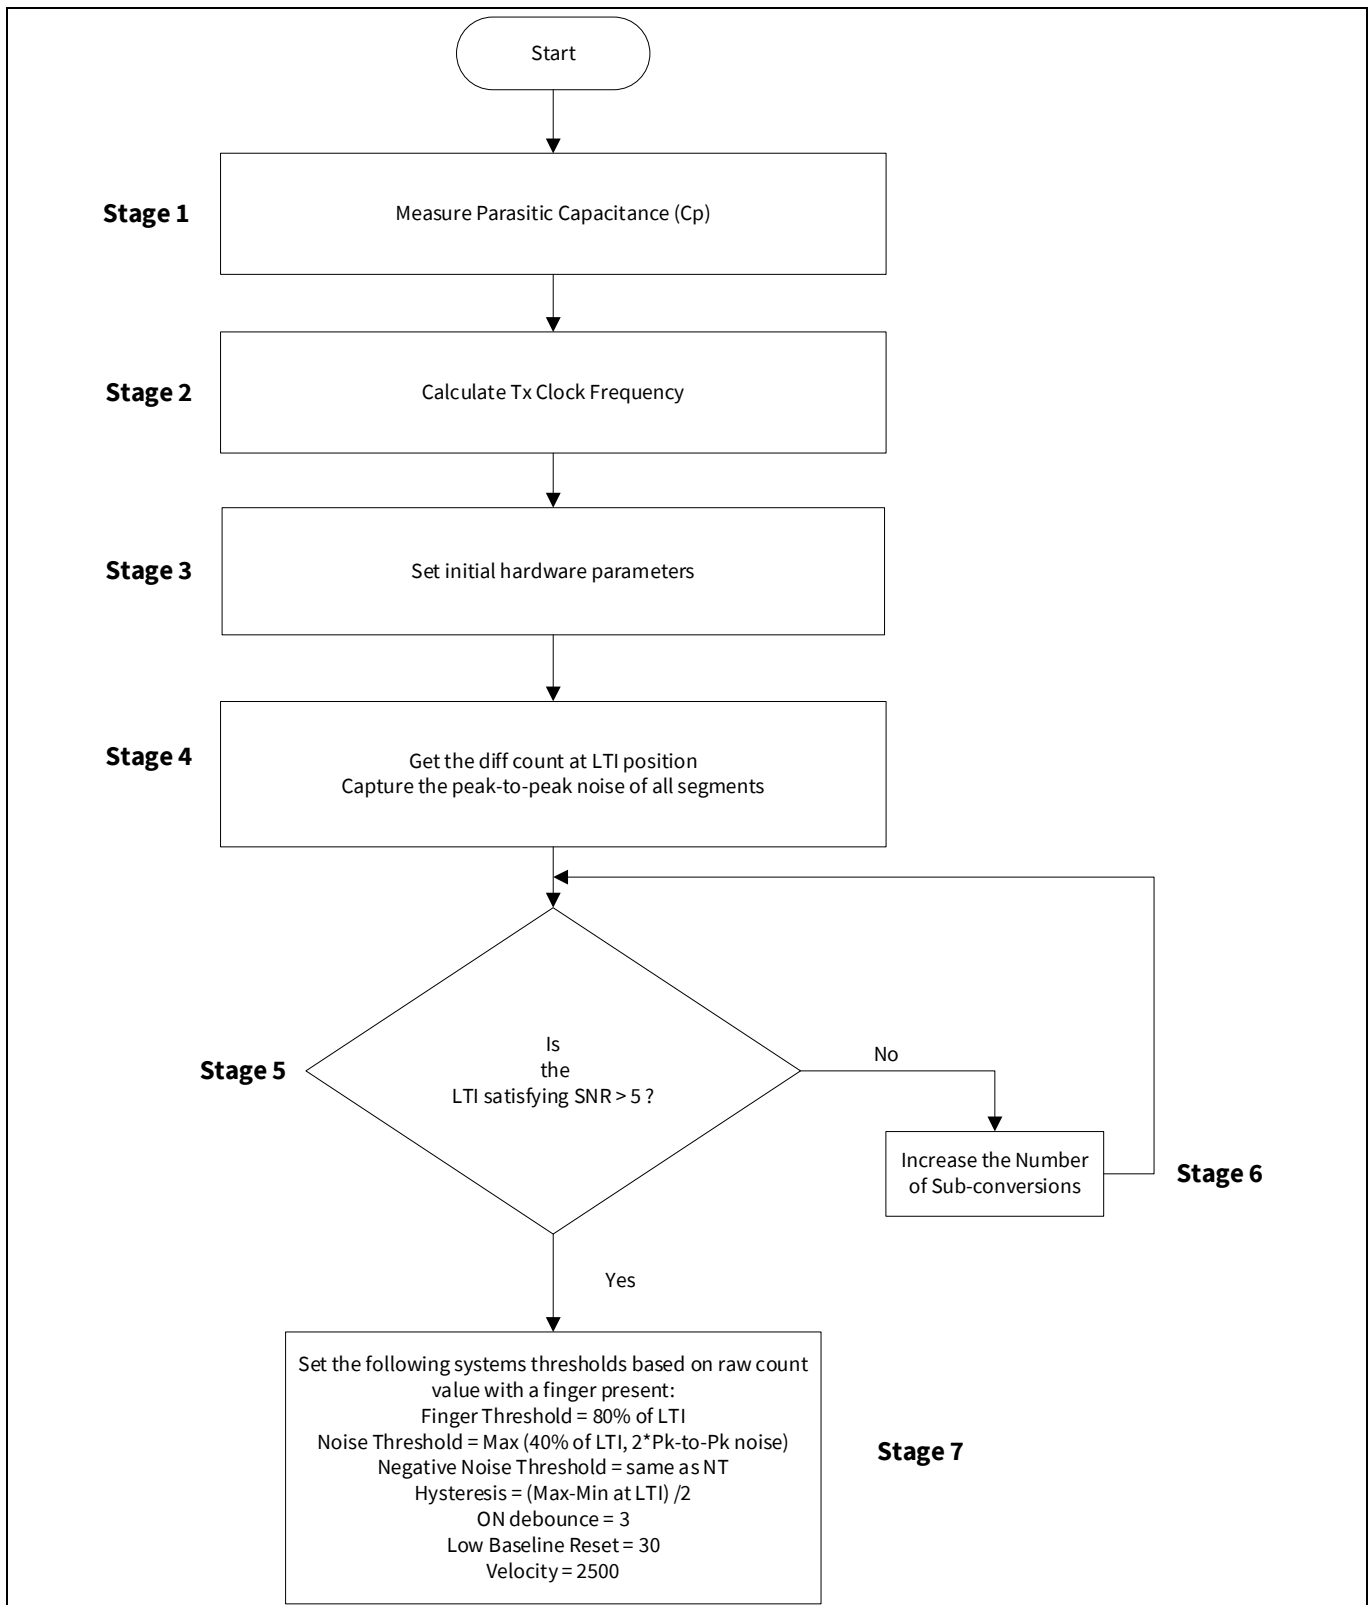 Start
Stage 1
Measure Parasitic Capacitance (Cp)
Stage 2
Calculate Tx Clock Frequency
Stage 3
Set initial hardware parameters
Stage 4
Get the diff count at LTI position
Capture the peak-to-peak noise of all segments
Stage 5
Is
the
LTI satisfying SNR > 5 ?
No
Increase the Number
of Sub-conversions
Stage 6
Yes
Set the following systems thresholds based on raw count
value with a finger present:
Finger Threshold = 80% of LTI
Noise Threshold = Max (40% of LTI, 2*Pk-to-Pk noise)
Negative Noise Threshold = same as NT
Hysteresis = (Max-Min at LTI) /2
ON debounce = 3
Low Baseline Reset = 30
Velocity = 2500
Stage 7